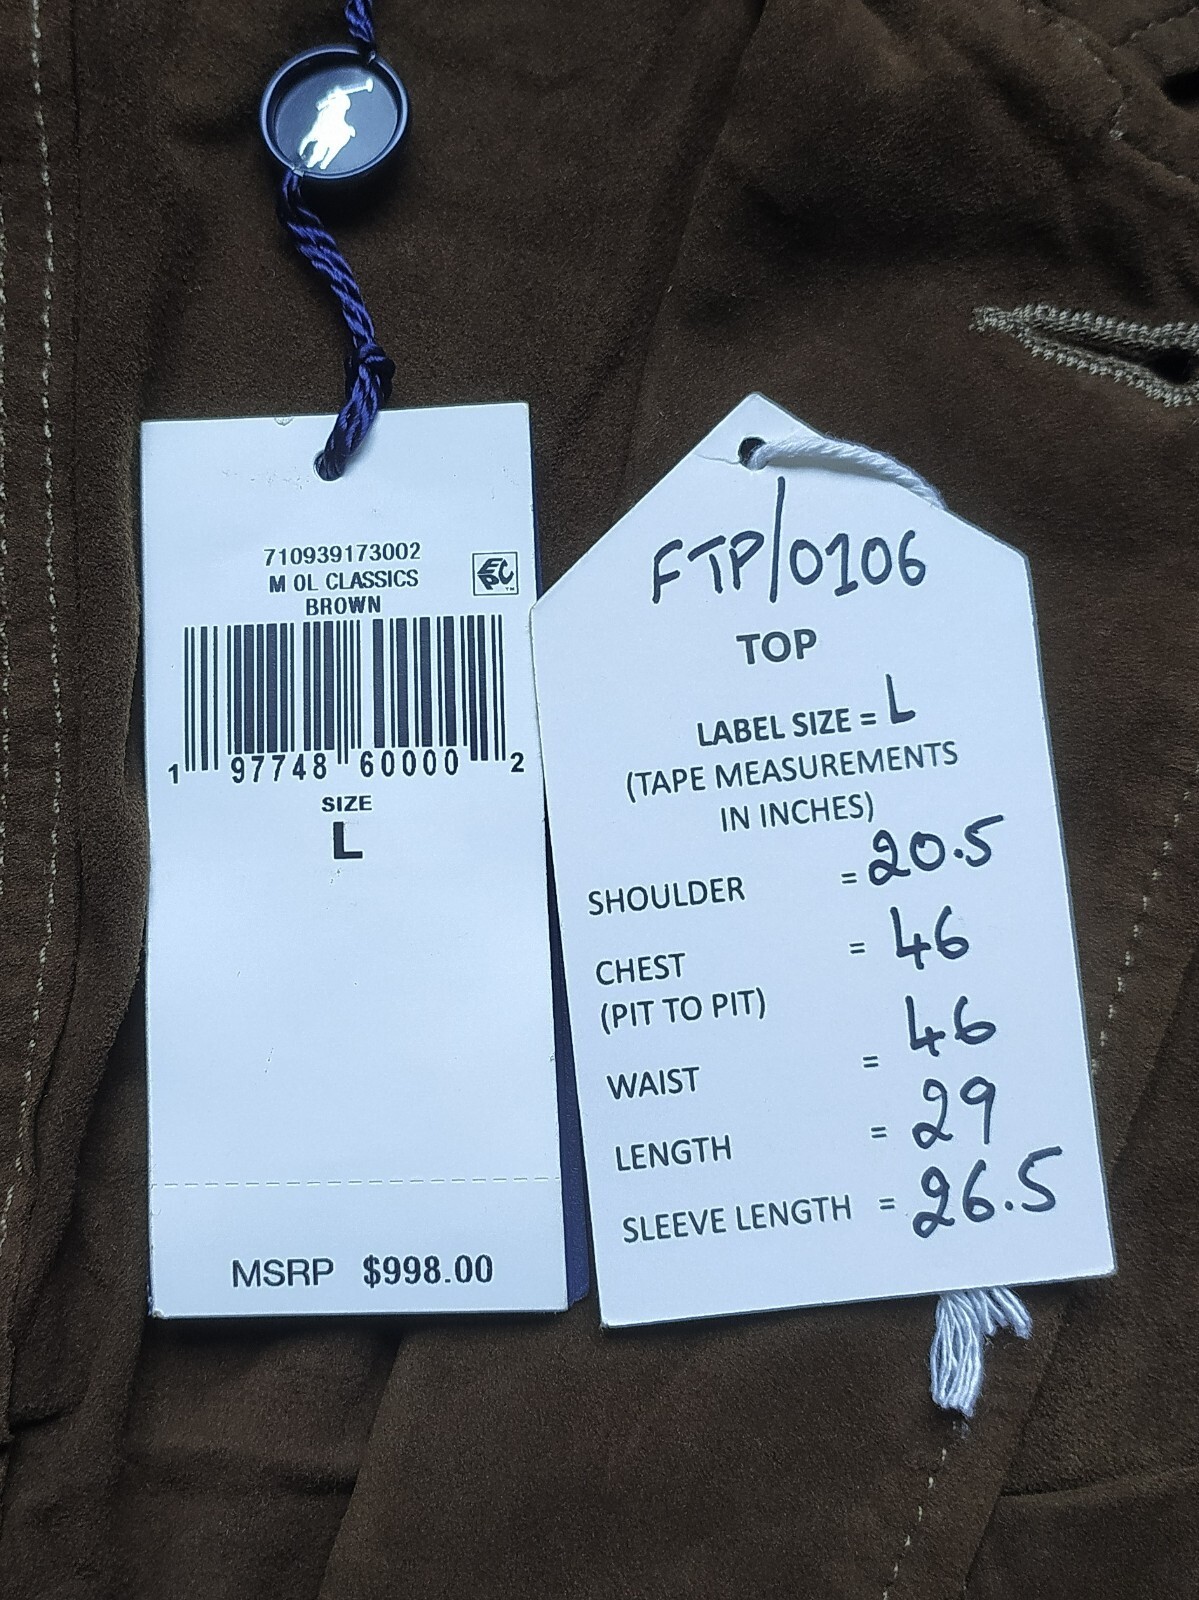 710939173002
M OL CLASSICS
BROWN
1 97748 60000 2
SIZE
L
MSRP $998.00
FTP/0106
TOP
LABEL SIZE = L
(TAPE MEASUREMENTS
IN INCHES)
SHOULDER = 20.5
CHEST = 46
(PIT TO PIT)
WAIST = 46
LENGTH = 29
SLEEVE LENGTH = 26.5